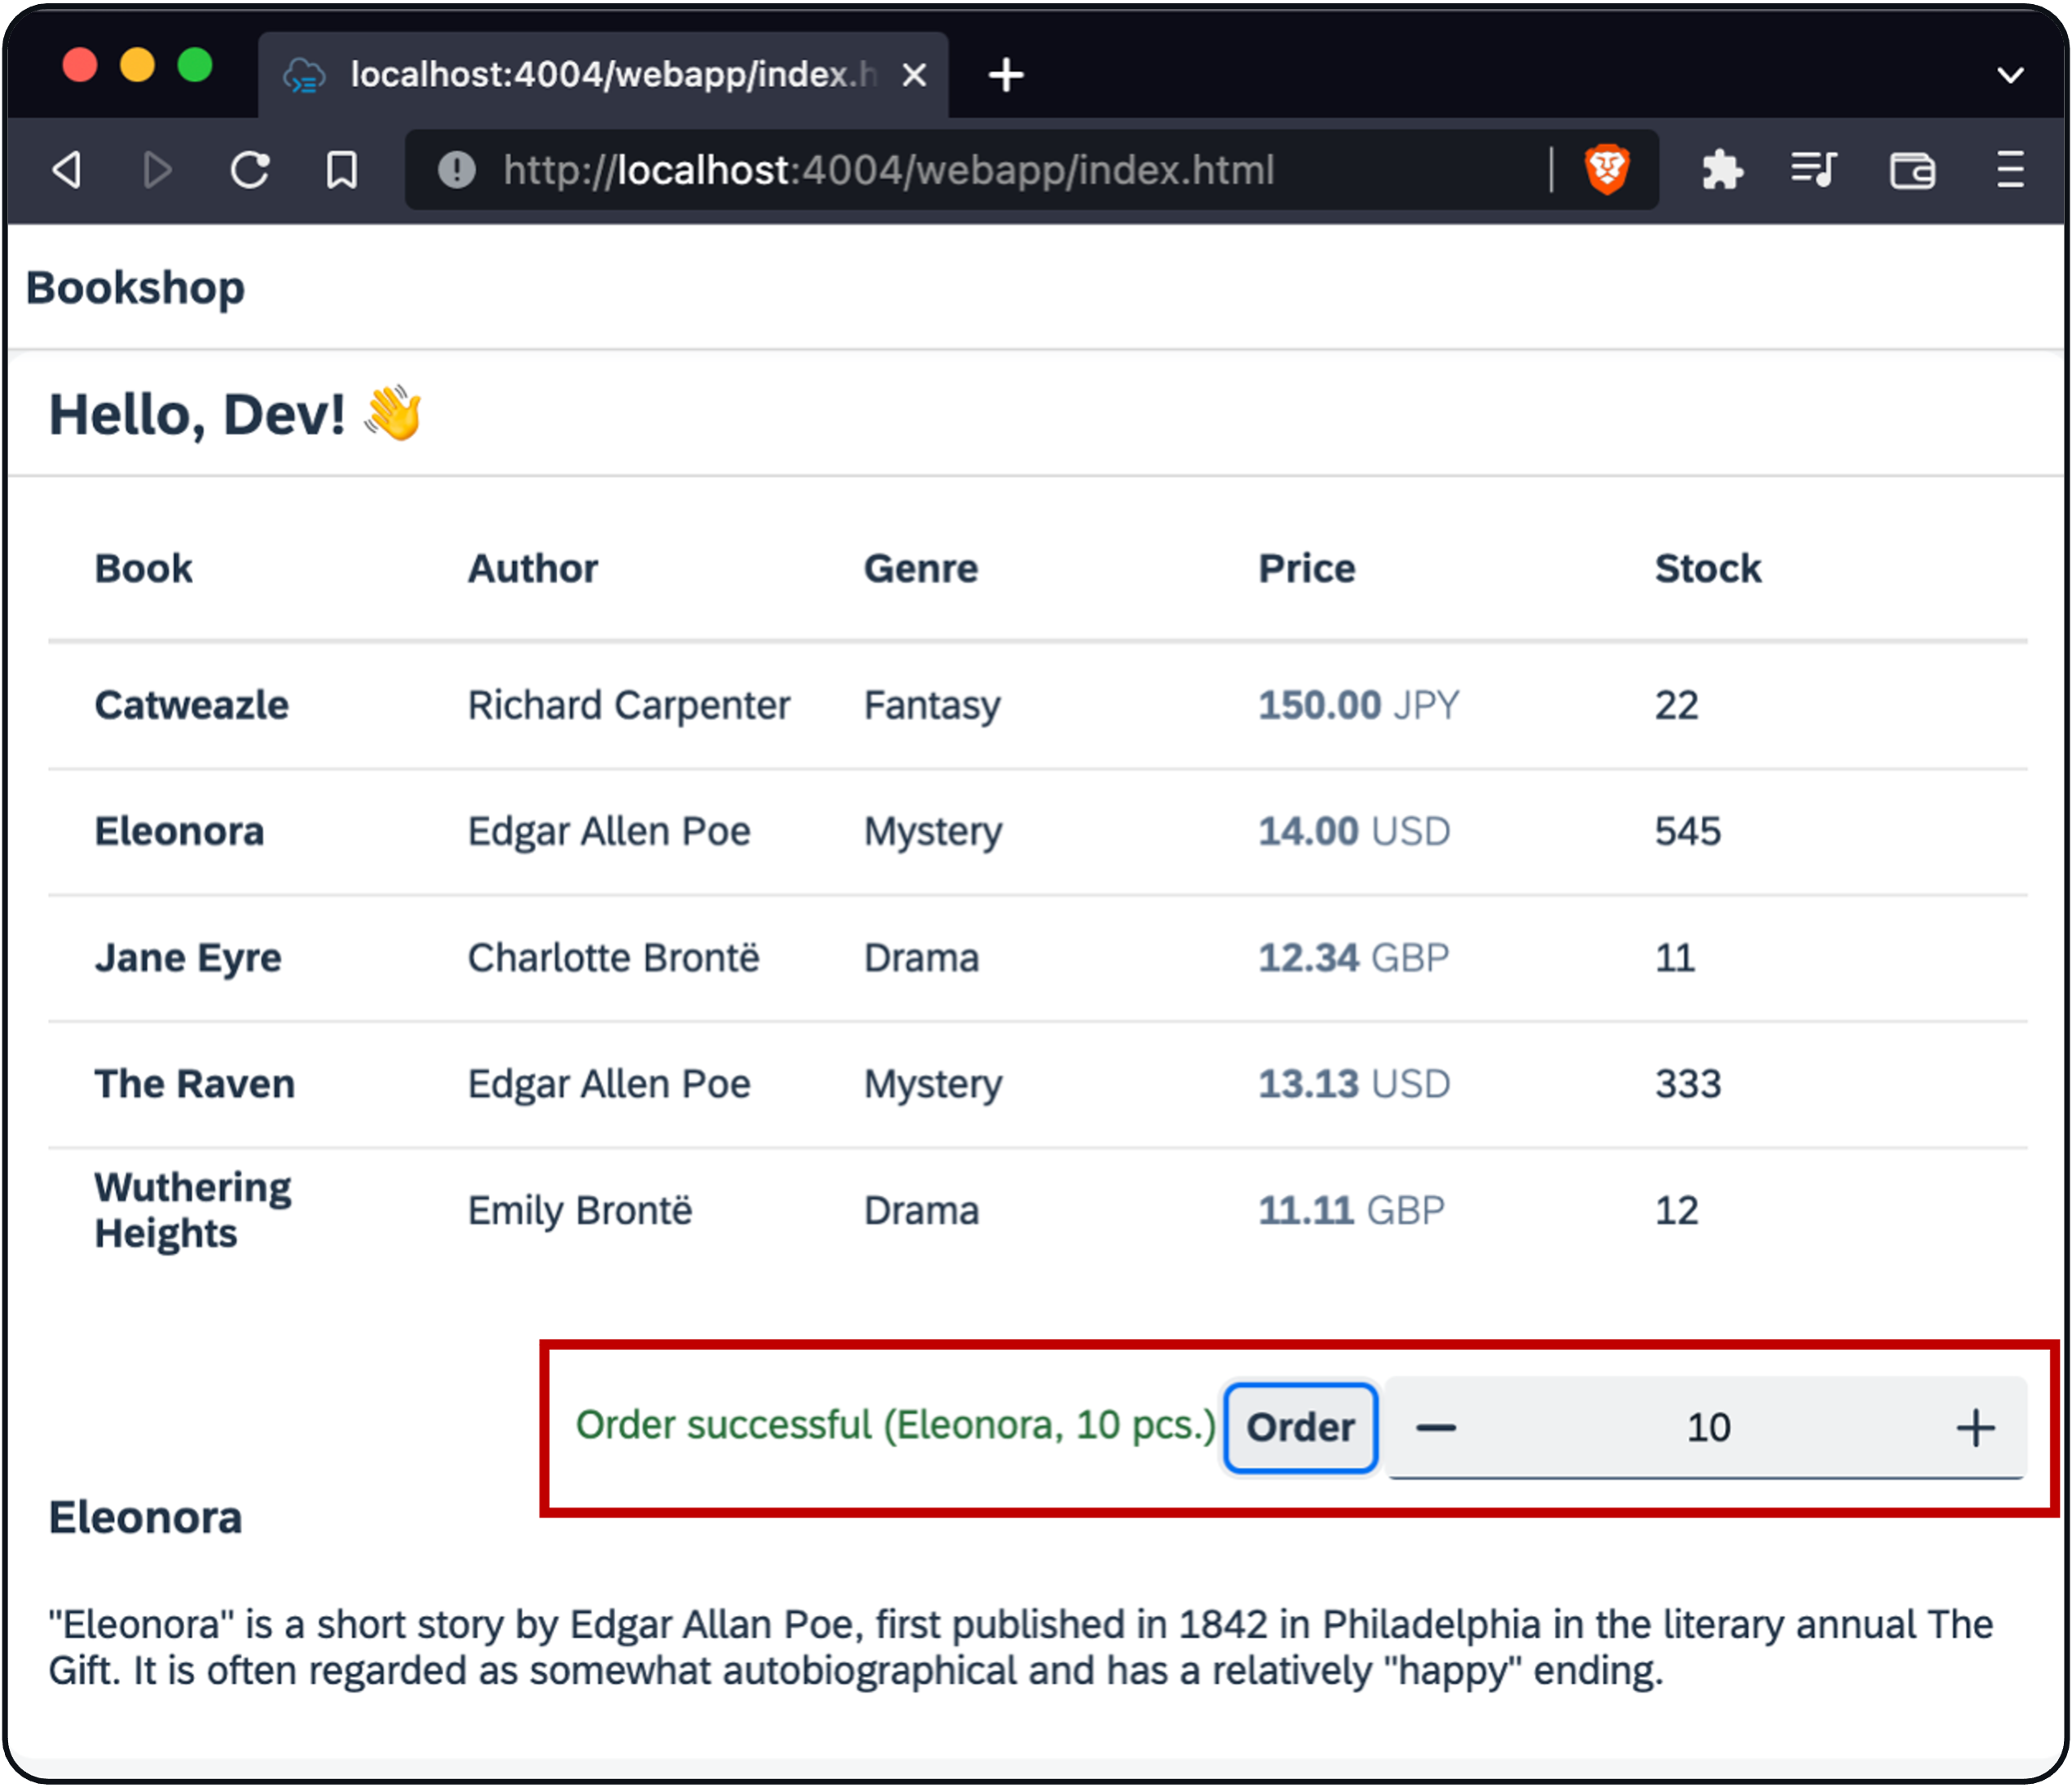 localhost:4004/webapp/index.h
http://localhost:4004/webapp/index.html
Bookshop
Hello, Dev! 👋
Book Author Genre Price Stock
Catweazle Richard Carpenter Fantasy 150.00 JPY 22
Eleonora Edgar Allen Poe Mystery 14.00 USD 545
Jane Eyre Charlotte Brontë Drama 12.34 GBP 11
The Raven Edgar Allen Poe Mystery 13.13 USD 333
Wuthering
Heights Emily Brontë Drama 11.11 GBP 12
Order successful (Eleonora, 10 pcs.) Order 10
Eleonora
"Eleonora" is a short story by Edgar Allan Poe, first published in 1842 in Philadelphia in the literary annual The
Gift. It is often regarded as somewhat autobiographical and has a relatively "happy" ending.